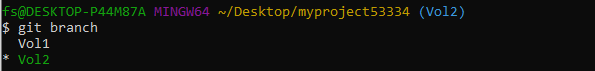 fs@DESKTOP-P44M87A MINGW64 ~/Desktop/myproject53334 (Vol2)
$ git branch
  Vol1
* Vol2